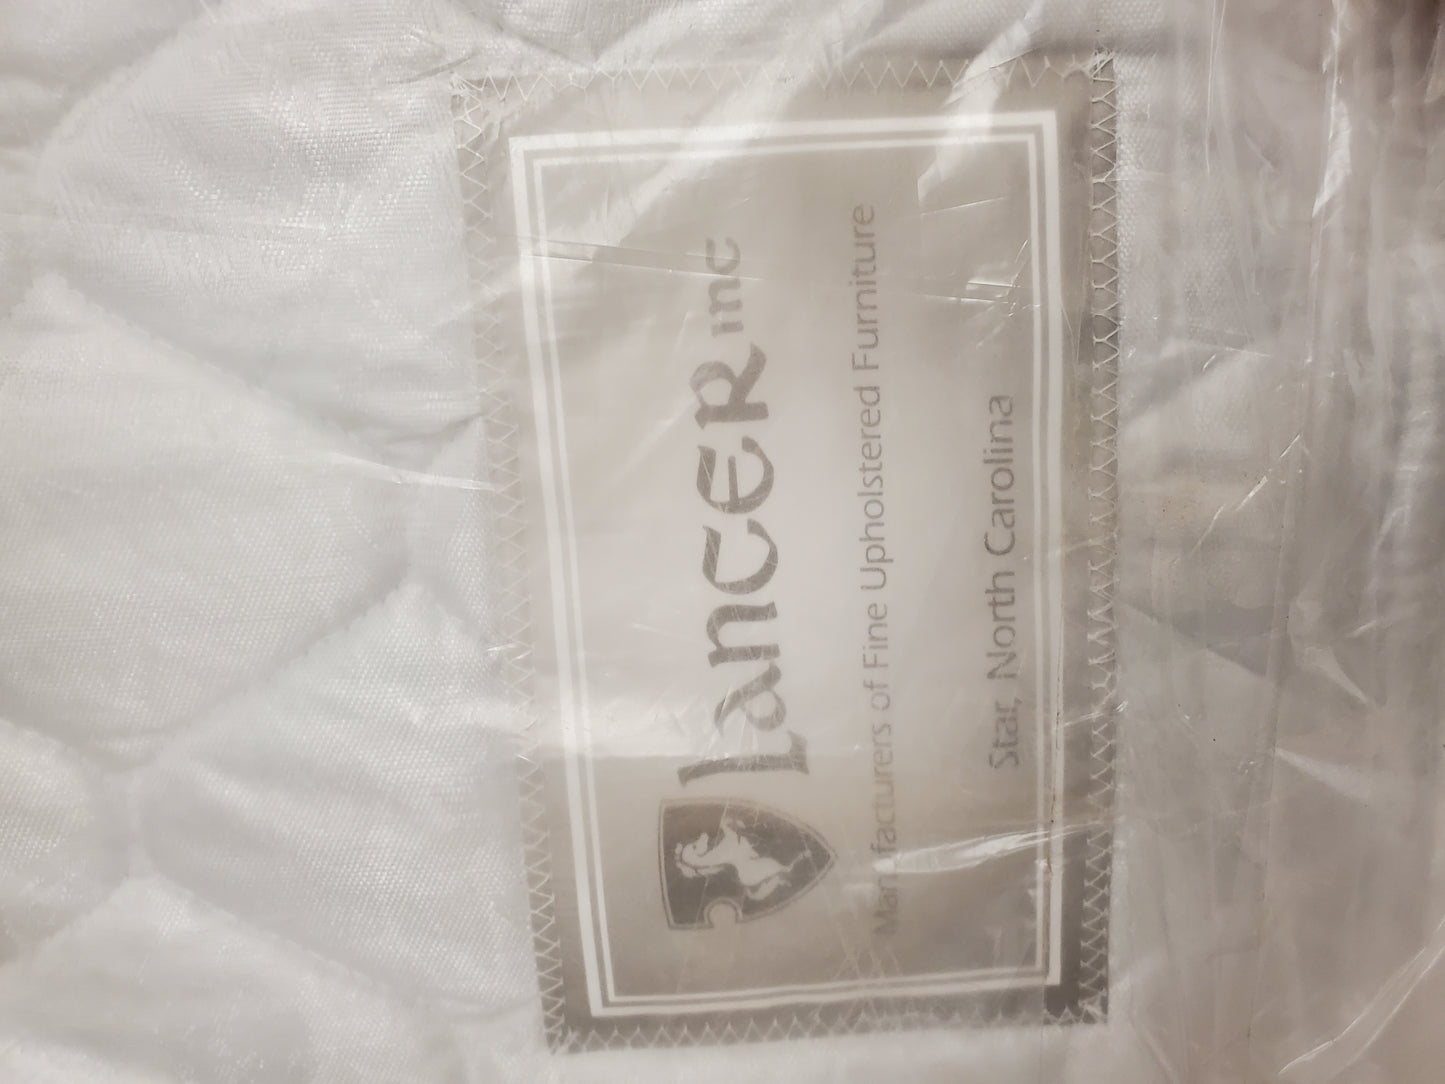 Lancer inc
Manufacturers of Fine Upholstered Furniture
Star, North Carolina